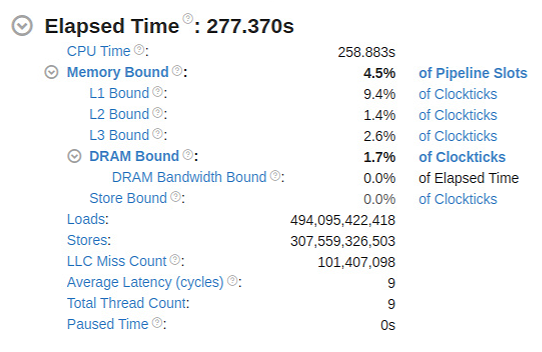 Elapsed Time: 277.370s
CPU Time: 258.883s
Memory Bound: 4.5% of Pipeline Slots
L1 Bound: 9.4% of Clockticks
L2 Bound: 1.4% of Clockticks
L3 Bound: 2.6% of Clockticks
DRAM Bound: 1.7% of Clockticks
DRAM Bandwidth Bound: 0.0% of Elapsed Time
Store Bound: 0.0% of Clockticks
Loads: 494,095,422,418
Stores: 307,559,326,503
LLC Miss Count: 101,407,098
Average Latency (cycles): 9
Total Thread Count: 9
Paused Time: 0s